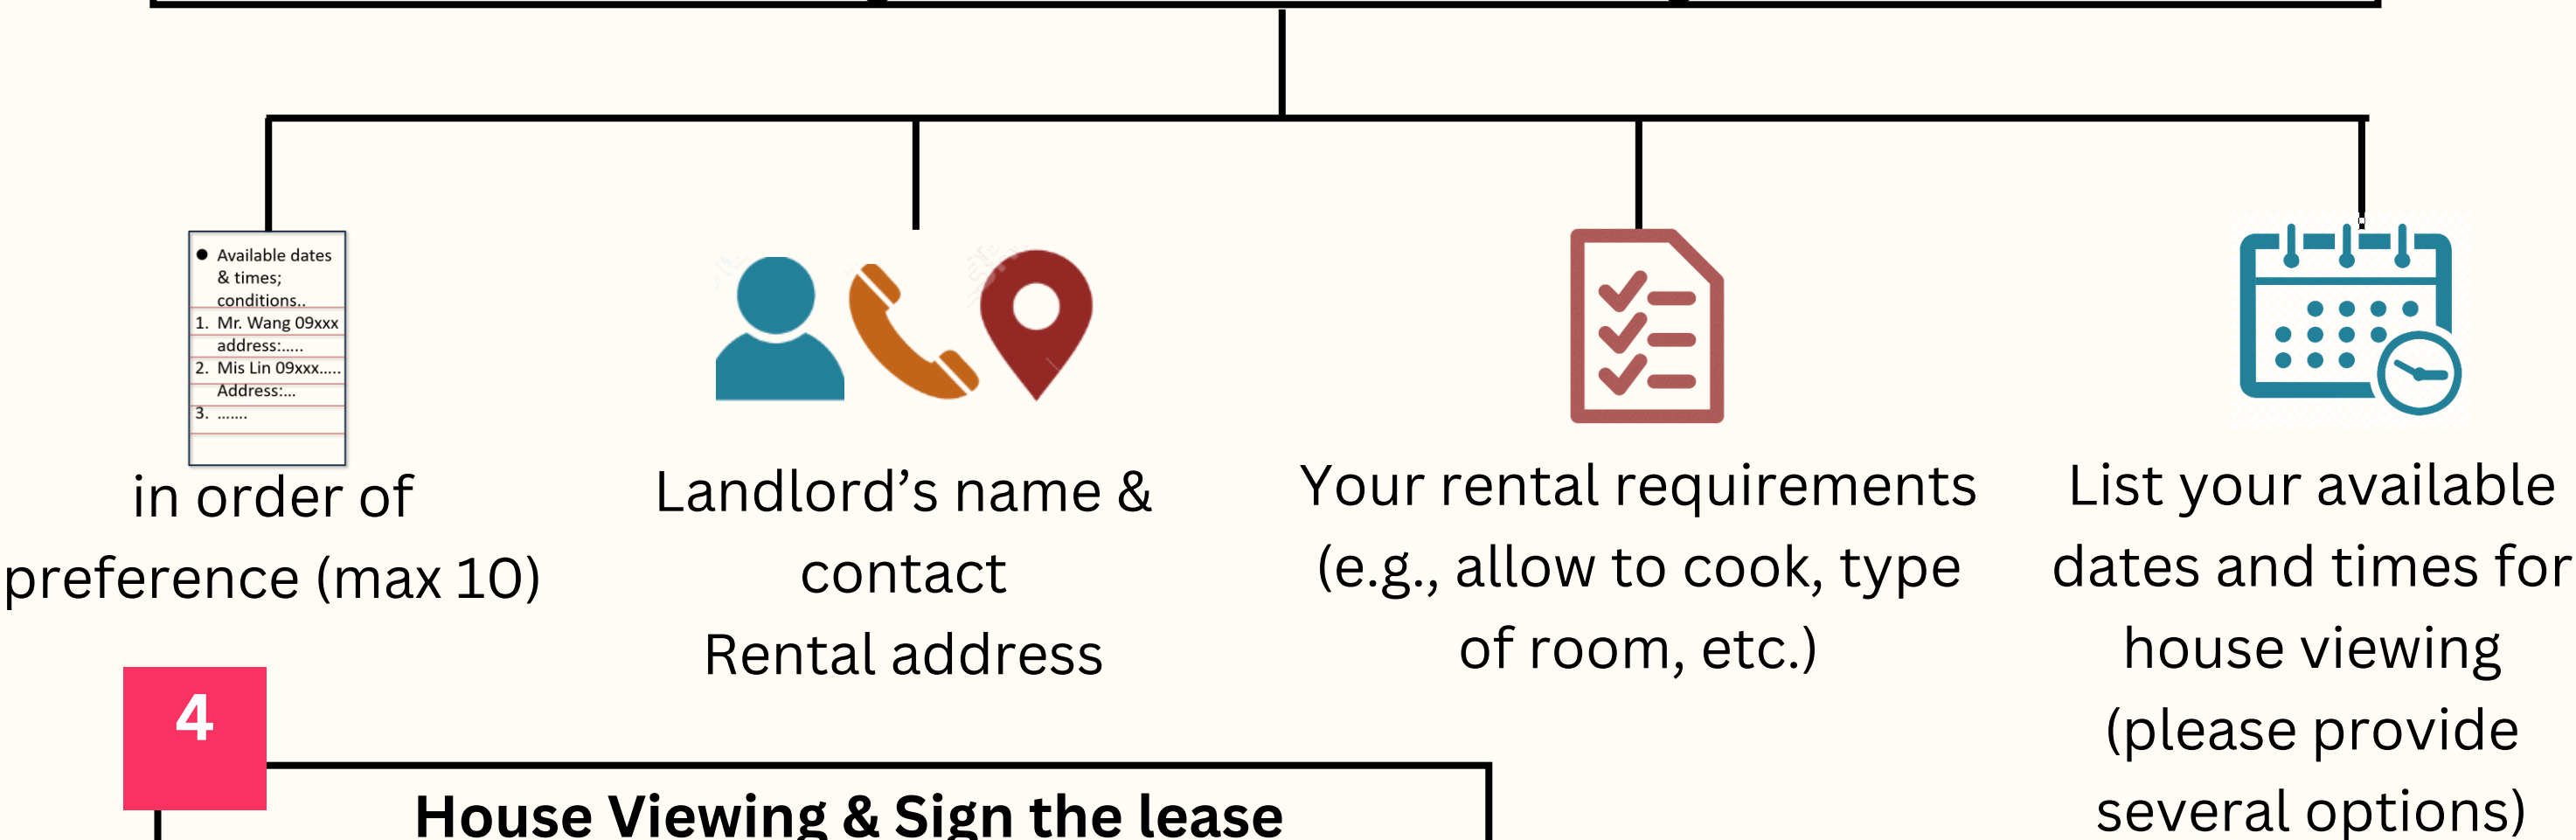 ● Available dates
& times;
conditions..
1. Mr. Wang 09xxx
address:.....
2. Mis Lin 09xxx.....
Address:...
3. .......
in order of
preference (max 10)
Landlord’s name &
contact
Rental address
Your rental requirements
(e.g., allow to cook, type
of room, etc.)
List your available
dates and times for
house viewing
(please provide
several options)
4
House Viewing & Sign the lease